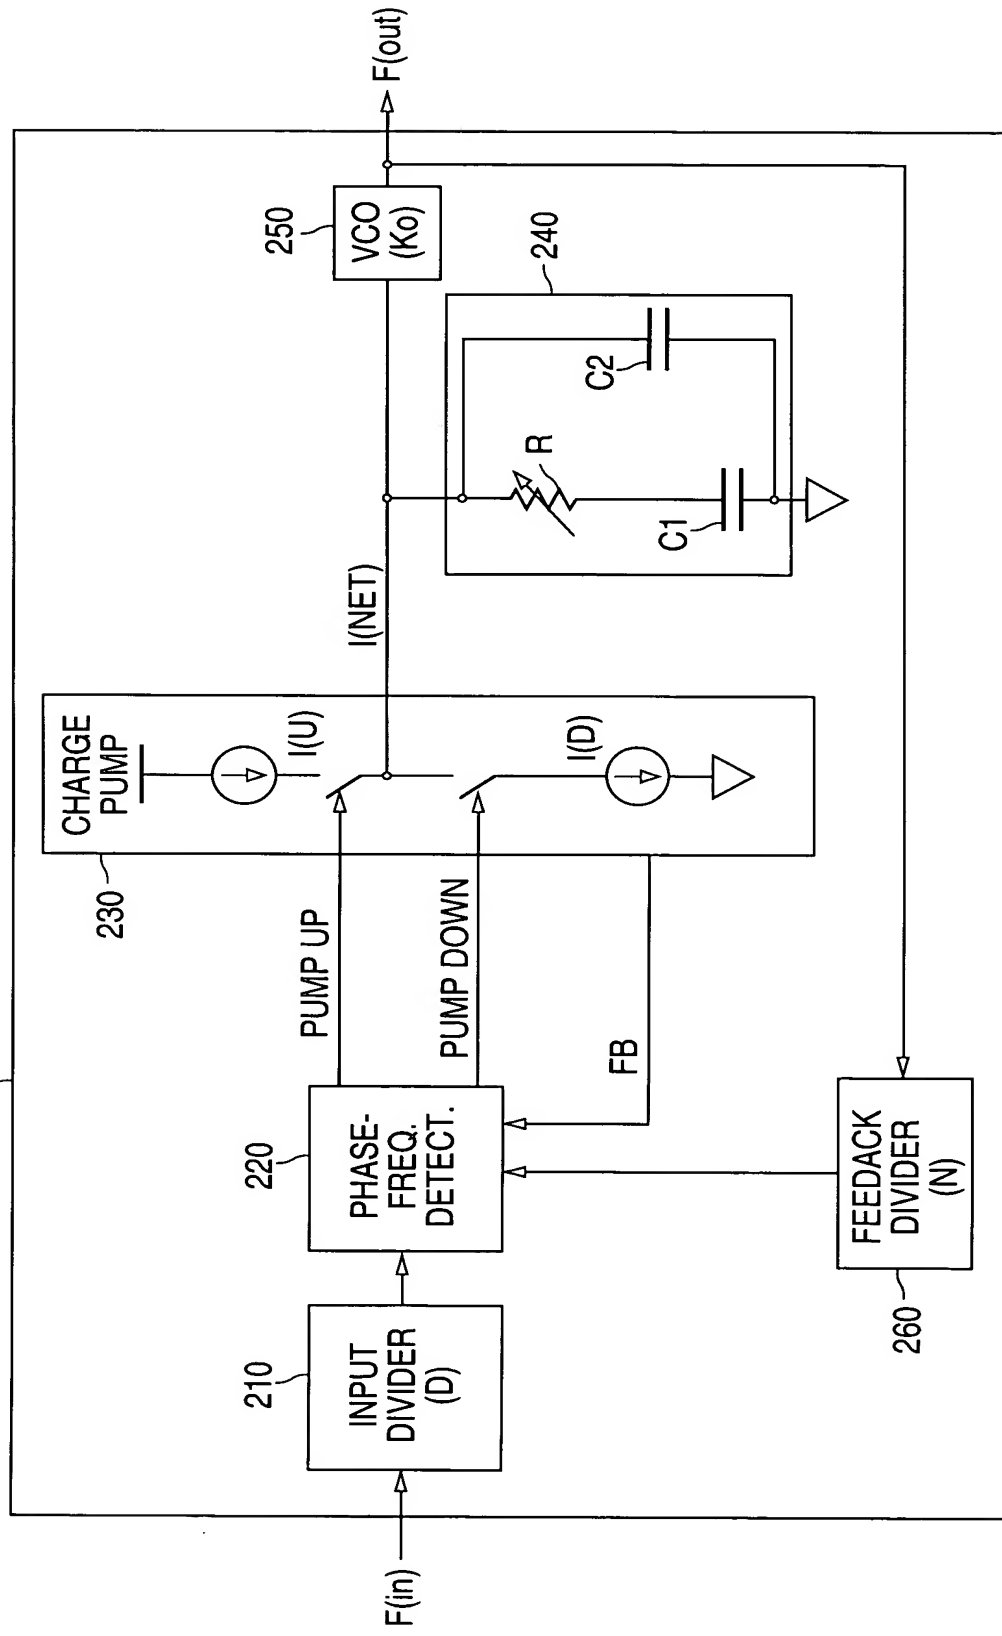 F(in)
INPUT
DIVIDER
(D)
210
PHASE-
FREQ.
DETECT.
220
PUMP UP
PUMP DOWN
FB
CHARGE
PUMP
230
I(U)
I(D)
I(NET)
R
C1
C2
240
VCO
(Ko)
250
F(out)
FEEDACK
DIVIDER
(N)
260